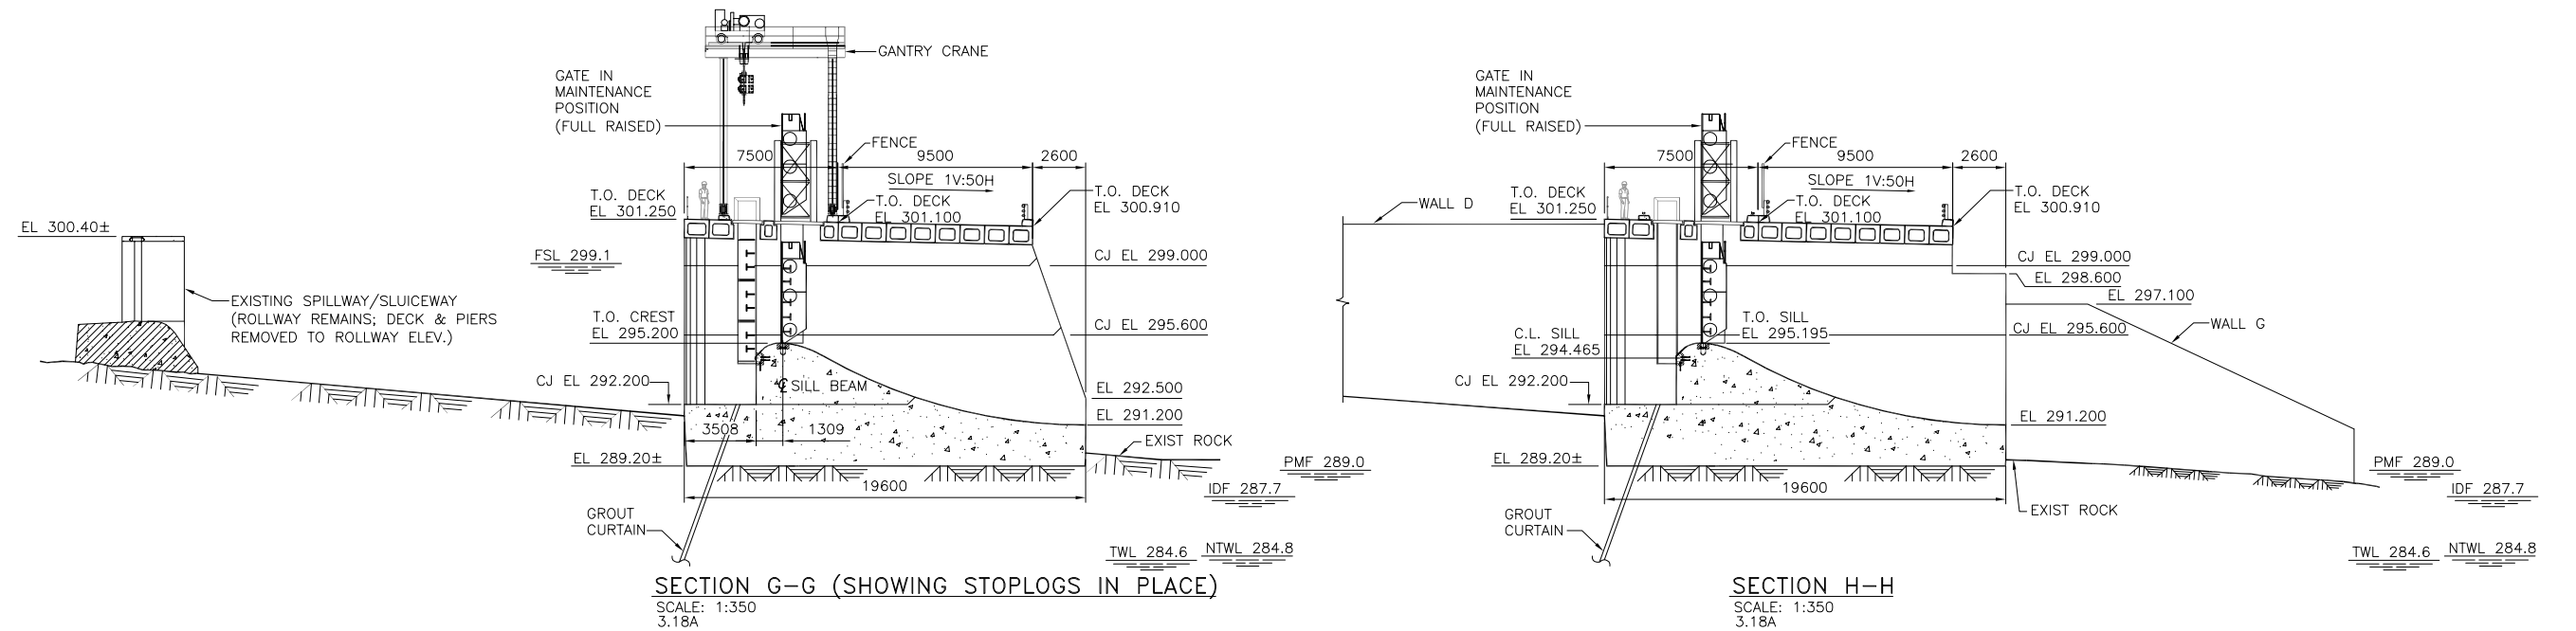 GANTRY CRANE
GATE IN
MAINTENANCE
POSITION
(FULL RAISED)
FENCE
7500
9500
2600
SLOPE 1V:50H
T.O. DECK
EL 301.250
T.O. DECK
EL 301.100
T.O. DECK
EL 300.910
EL 300.40±
FSL 299.1
CJ EL 299.000
EXISTING SPILLWAY/SLUICEWAY
(ROLLWAY REMAINS; DECK & PIERS
REMOVED TO ROLLWAY ELEV.)
T.O. CREST
EL 295.200
CJ EL 295.600
CJ EL 292.200
℄ SILL BEAM
EL 292.500
EL 291.200
3508
1309
EXIST ROCK
EL 289.20±
19600
PMF 289.0
IDF 287.7
GROUT
CURTAIN
TWL 284.6
NTWL 284.8
SECTION G-G (SHOWING STOPLOGS IN PLACE)
SCALE: 1:350
3.18A
GATE IN
MAINTENANCE
POSITION
(FULL RAISED)
FENCE
7500
9500
2600
SLOPE 1V:50H
WALL D
T.O. DECK
EL 301.250
T.O. DECK
EL 301.100
T.O. DECK
EL 300.910
CJ EL 299.000
EL 298.600
EL 297.100
T.O. SILL
EL 295.195
CJ EL 295.600
WALL G
C.L. SILL
EL 294.465
CJ EL 292.200
EL 291.200
EL 289.20±
19600
PMF 289.0
IDF 287.7
EXIST ROCK
GROUT
CURTAIN
TWL 284.6
NTWL 284.8
SECTION H-H
SCALE: 1:350
3.18A